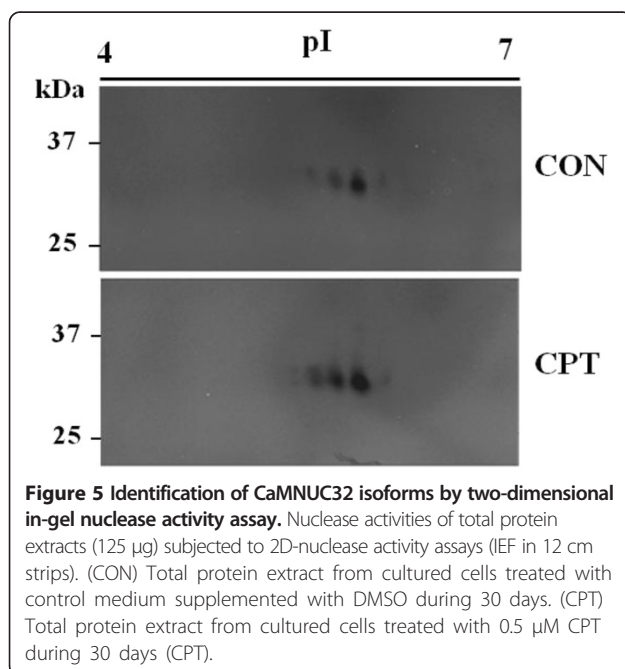 4 pI 7
kDa
37
CON
25
37
CPT
25
Figure 5 Identification of CaMNUC32 isoforms by two-dimensional
in-gel nuclease activity assay. Nuclease activities of total protein
extracts (125 μg) subjected to 2D-nuclease activity assays (IEF in 12 cm
strips). (CON) Total protein extract from cultured cells treated with
control medium supplemented with DMSO during 30 days. (CPT)
Total protein extract from cultured cells treated with 0.5 μM CPT
during 30 days (CPT).